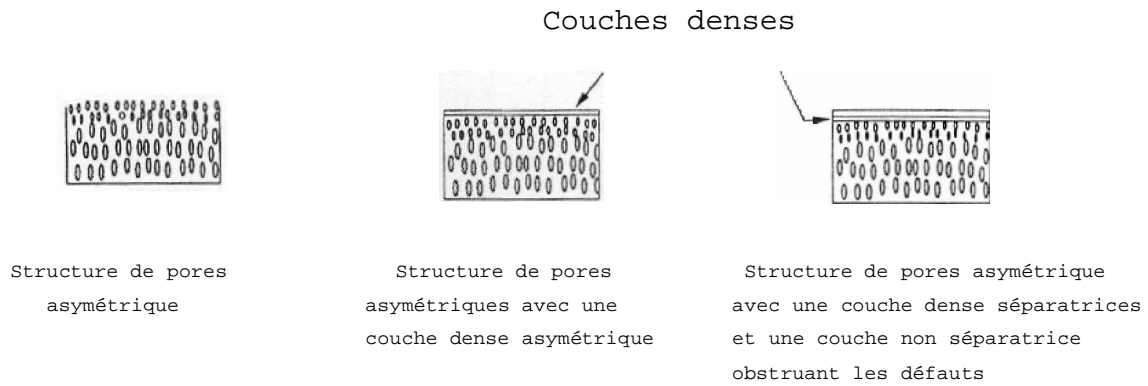 Couches denses
Structure de pores
asymétrique
Structure de pores
asymétriques avec une
couche dense asymétrique
Structure de pores asymétrique
avec une couche dense séparatrices
et une couche non séparatrice
obstruant les défauts